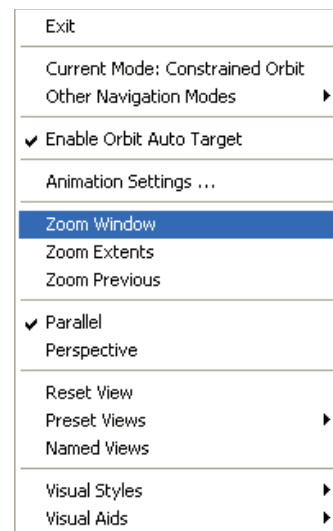 Exit
Current Mode: Constrained Orbit
Other Navigation Modes
Enable Orbit Auto Target
Animation Settings ...
Zoom Window
Zoom Extents
Zoom Previous
Parallel
Perspective
Reset View
Preset Views
Named Views
Visual Styles
Visual Aids